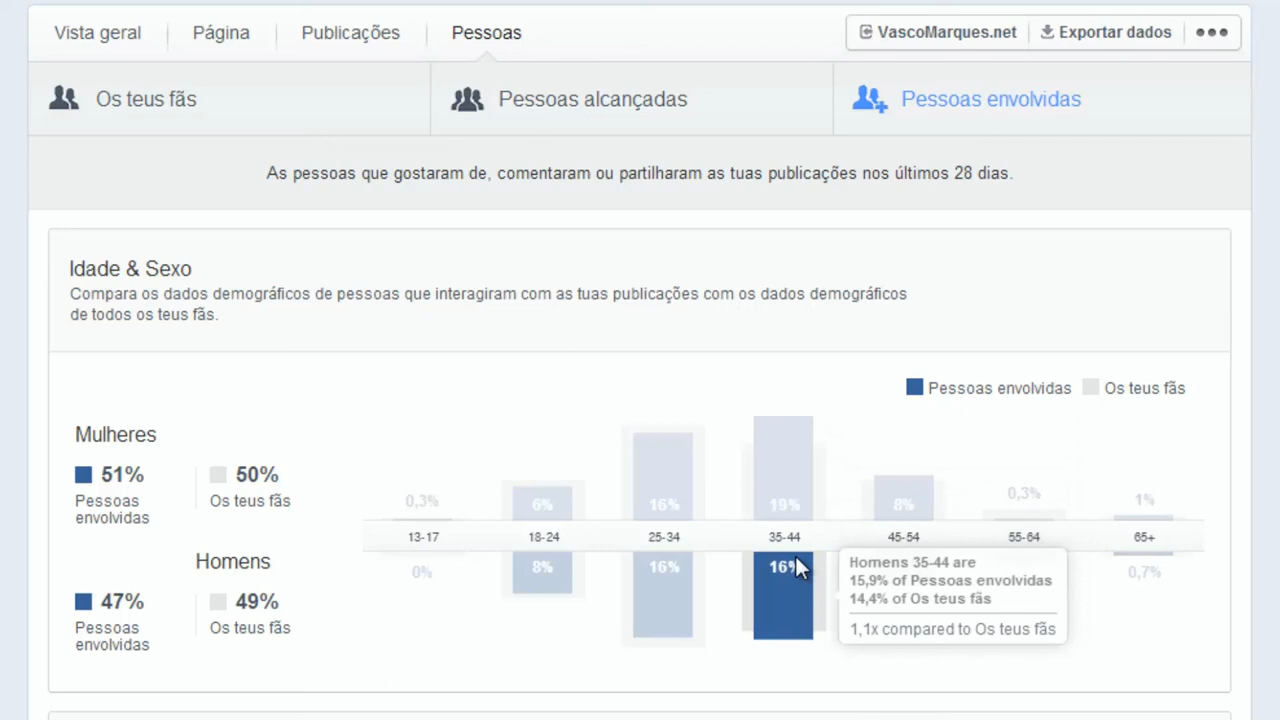 Vista geral
Página
Publicações
Pessoas
VascoMarques.net
Exportar dados
Os teus fãs
Pessoas alcançadas
Pessoas envolvidas
As pessoas que gostaram de, comentaram ou partilharam as tuas publicações nos últimos 28 dias.
Idade & Sexo
Compara os dados demográficos de pessoas que interagiram com as tuas publicações com os dados demográficos
de todos os teus fãs.
Pessoas envolvidas
Os teus fãs
Mulheres
51%
50%
Pessoas
envolvidas
Os teus fãs
0,3%
6%
16%
19%
8%
0,3%
1%
13-17
18-24
25-34
35-44
45-54
55-64
65+
Homens
0%
8%
16%
16%
0,7%
47%
49%
Pessoas
envolvidas
Os teus fãs
Homens 35-44 are
15,9% of Pessoas envolvidas
14,4% of Os teus fãs
1,1x compared to Os teus fãs